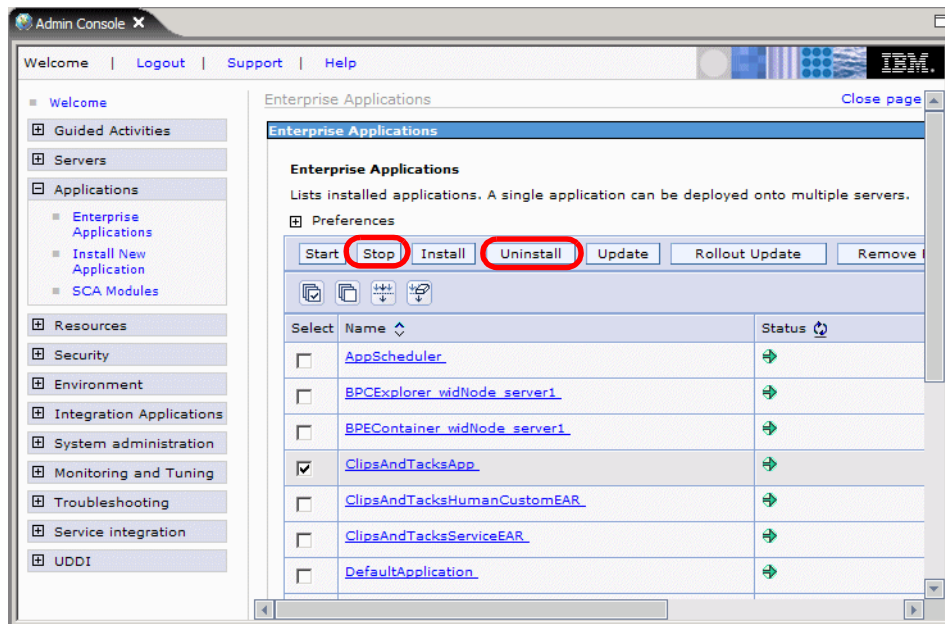 Admin Console
Welcome | Logout | Support | Help
IBM.
Welcome
Guided Activities
Servers
Applications
Enterprise
Applications
Install New
Application
SCA Modules
Resources
Security
Environment
Integration Applications
System administration
Monitoring and Tuning
Troubleshooting
Service integration
UDDI
Enterprise Applications
Close page
Enterprise Applications
Enterprise Applications
Lists installed applications. A single application can be deployed onto multiple servers.
Preferences
Start Stop Install Uninstall Update Rollout Update Remove
Select Name Status
AppScheduler
BPCExplorer_widNode_server1
BPEContainer_widNode_server1
ClipsAndTacksApp
ClipsAndTacksHumanCustomEAR
ClipsAndTacksServiceEAR
DefaultApplication